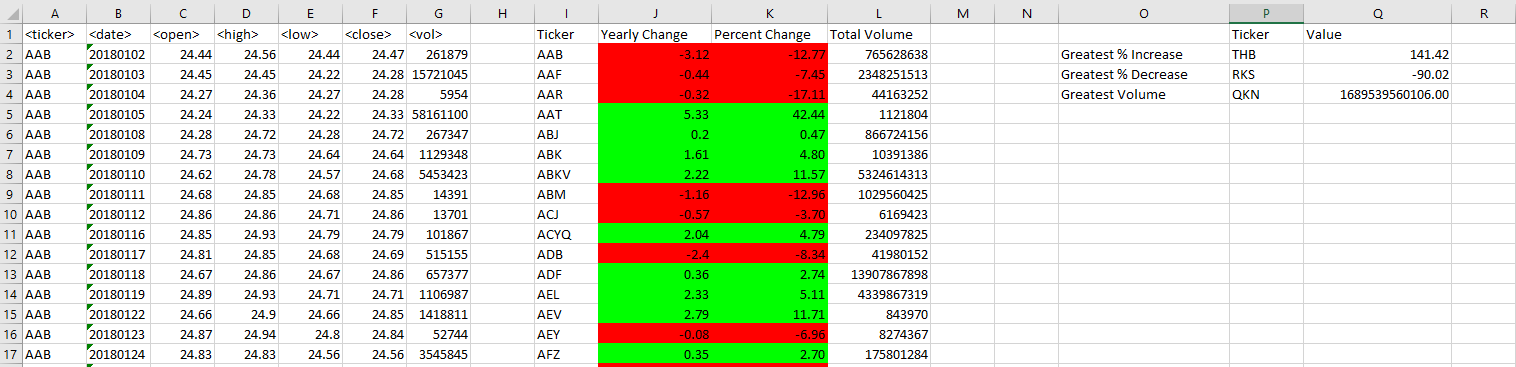 A B C D E F G H I J K L M N O P Q R
1 <ticker> <date> <open> <high> <low> <close> <vol> Ticker Yearly Change Percent Change Total Volume Ticker Value
2 AAB 20180102 24.44 24.56 24.44 24.47 261879 AAB -3.12 -12.77 765628638 Greatest % Increase THB 141.42
3 AAB 20180103 24.45 24.45 24.22 24.28 15721045 AAF -0.44 -7.45 2348251513 Greatest % Decrease RKS -90.02
4 AAB 20180104 24.27 24.36 24.27 24.28 5954 AAR -0.32 -17.11 44163252 Greatest Volume QKN 1689539560106.00
5 AAB 20180105 24.24 24.33 24.22 24.33 58161100 AAT 5.33 42.44 1121804
6 AAB 20180108 24.28 24.72 24.28 24.72 267347 ABJ 0.2 0.47 866724156
7 AAB 20180109 24.73 24.73 24.64 24.64 1129348 ABK 1.61 4.80 10391386
8 AAB 20180110 24.62 24.78 24.57 24.68 5453423 ABKV 2.22 11.57 5324614313
9 AAB 20180111 24.68 24.85 24.68 24.85 14391 ABM -1.16 -12.96 1029560425
10 AAB 20180112 24.86 24.86 24.71 24.86 13701 ACJ -0.57 -3.70 6169423
11 AAB 20180116 24.85 24.93 24.79 24.79 101867 ACYQ 2.04 4.79 234097825
12 AAB 20180117 24.81 24.85 24.68 24.69 515155 ADB -2.4 -8.34 41980152
13 AAB 20180118 24.67 24.86 24.67 24.86 657377 ADF 0.36 2.74 13907867898
14 AAB 20180119 24.89 24.93 24.71 24.71 1106987 AEL 2.33 5.11 4339867319
15 AAB 20180122 24.66 24.9 24.66 24.85 1418811 AEV 2.79 11.71 843970
16 AAB 20180123 24.87 24.94 24.8 24.84 52744 AEY -0.08 -6.96 8274367
17 AAB 20180124 24.83 24.83 24.56 24.56 3545845 AFZ 0.35 2.70 175801284